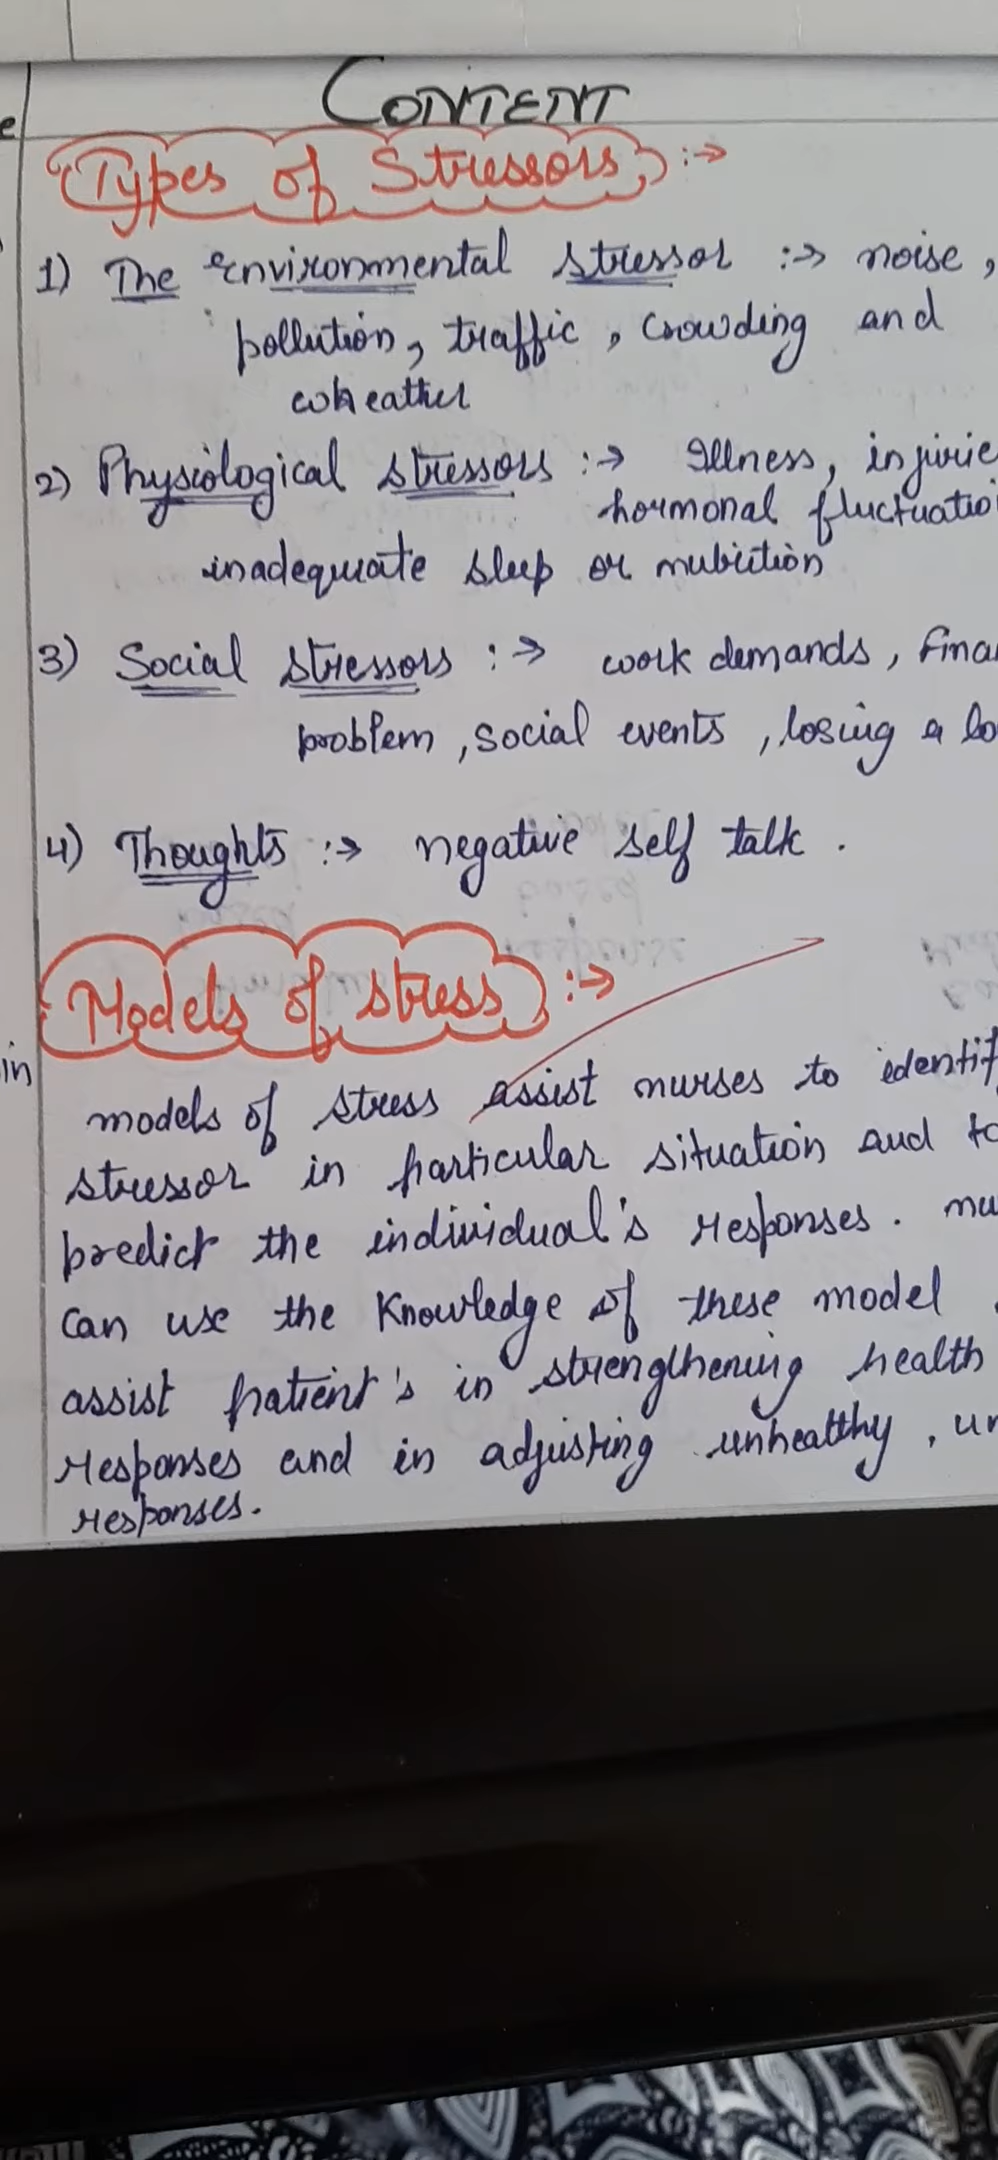 CONTENT
Types of Stressors :->
1) The environmental stressor :-> noise,
pollution, traffic, crowding and
wheather
2) Physiological stressors :-> Illness, injurie
hormonal fluctuatio
inadequate sleep or nutrition
3) Social stressors :-> work demands, Fina
problem, social events, losing a lo
4) Thoughts :-> negative self talk.
Models of stress :->
in
models of stress assist nurses to identif
stressor in particular situation and to
predict the individual's responses. nu
can use the knowledge of these model
assist patient's in strengthening health
responses and in adjusting unhealthy, un
responses.